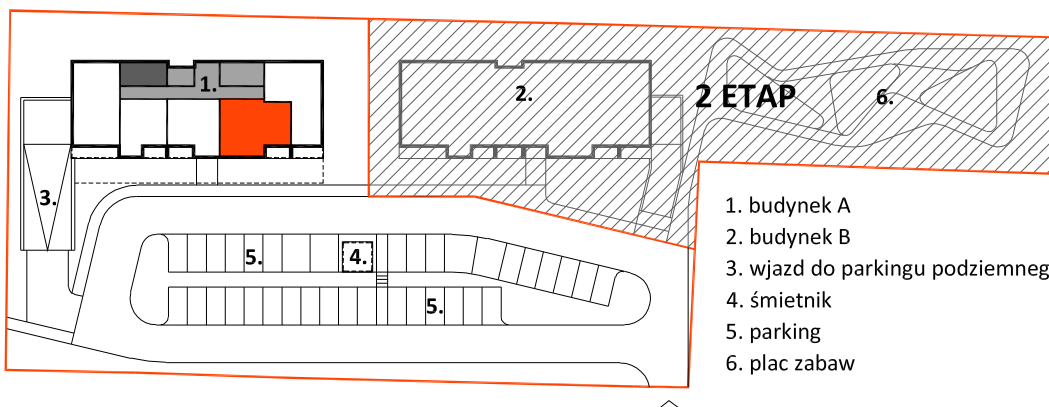 1.
2.
2 ETAP
6.
3.
5.
4.
5.
1. budynek A
2. budynek B
3. wjazd do parkingu podziemneg
4. śmietnik
5. parking
6. plac zabaw